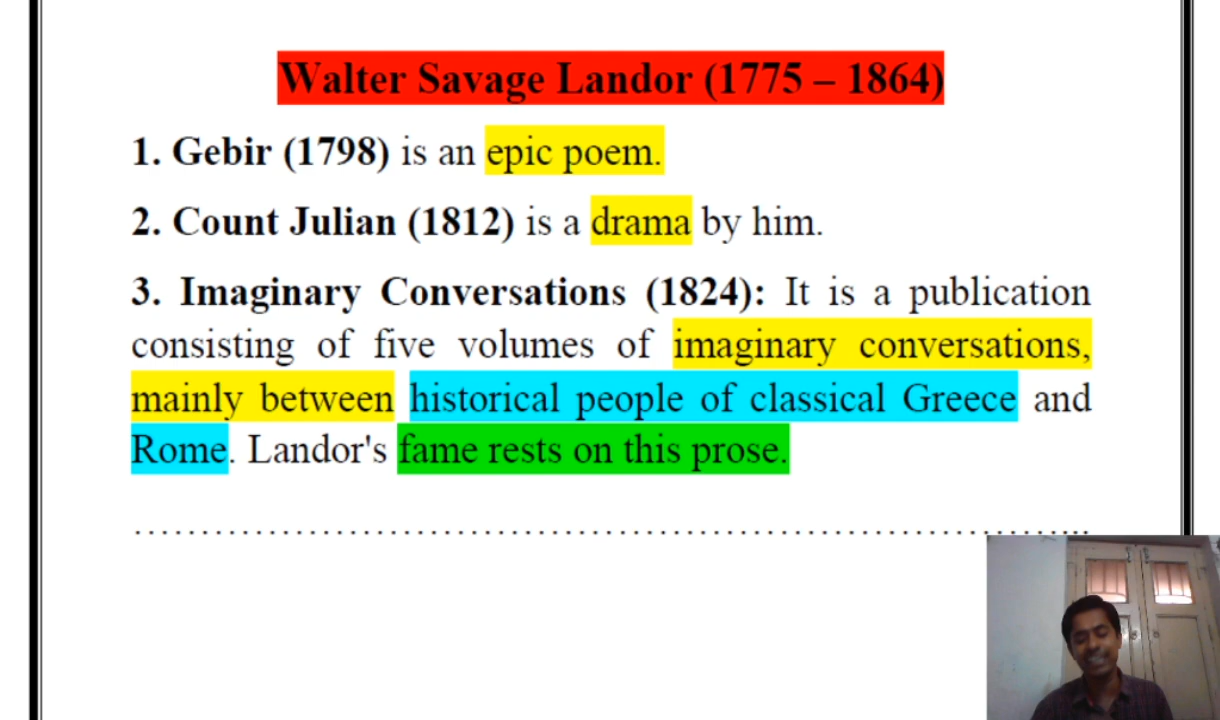 Walter Savage Landor (1775 – 1864)
1. Gebir (1798) is an epic poem.
2. Count Julian (1812) is a drama by him.
3. Imaginary Conversations (1824): It is a publication
consisting of five volumes of imaginary conversations,
mainly between historical people of classical Greece and
Rome. Landor's fame rests on this prose.